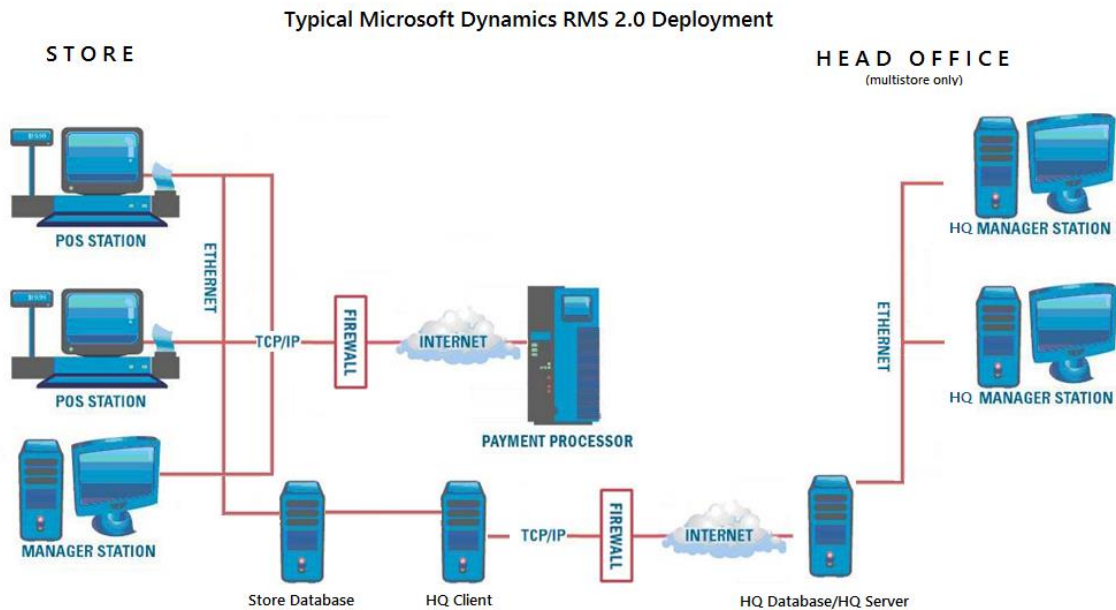 Typical Microsoft Dynamics RMS 2.0 Deployment
STORE
HEAD OFFICE
(multistore only)
POS STATION
ETHERNET
POS STATION
TCP/IP
FIREWALL
INTERNET
PAYMENT PROCESSOR
MANAGER STATION
Store Database
HQ Client
TCP/IP
FIREWALL
INTERNET
HQ Database/HQ Server
ETHERNET
HQ MANAGER STATION
HQ MANAGER STATION